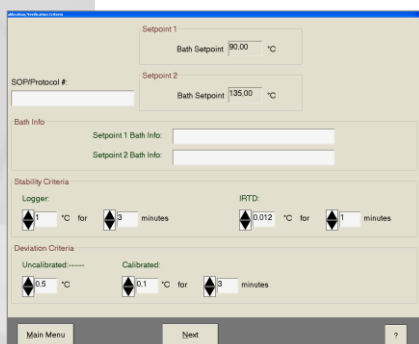 Setpoint 1
Bath Setpoint 90,00 °C
SOP/Protocol #:
Setpoint 2
Bath Setpoint 135,00 °C
Bath Info
Setpoint 1 Bath Info:
Setpoint 2 Bath Info:
Stability Criteria
Logger: IRTD:
1 °C for 3 minutes 0,012 °C for 1 minutes
Deviation Criteria
Uncalibrated:----- Calibrated:
0,5 °C 0,1 °C for 3 minutes
Main Menu Next ?